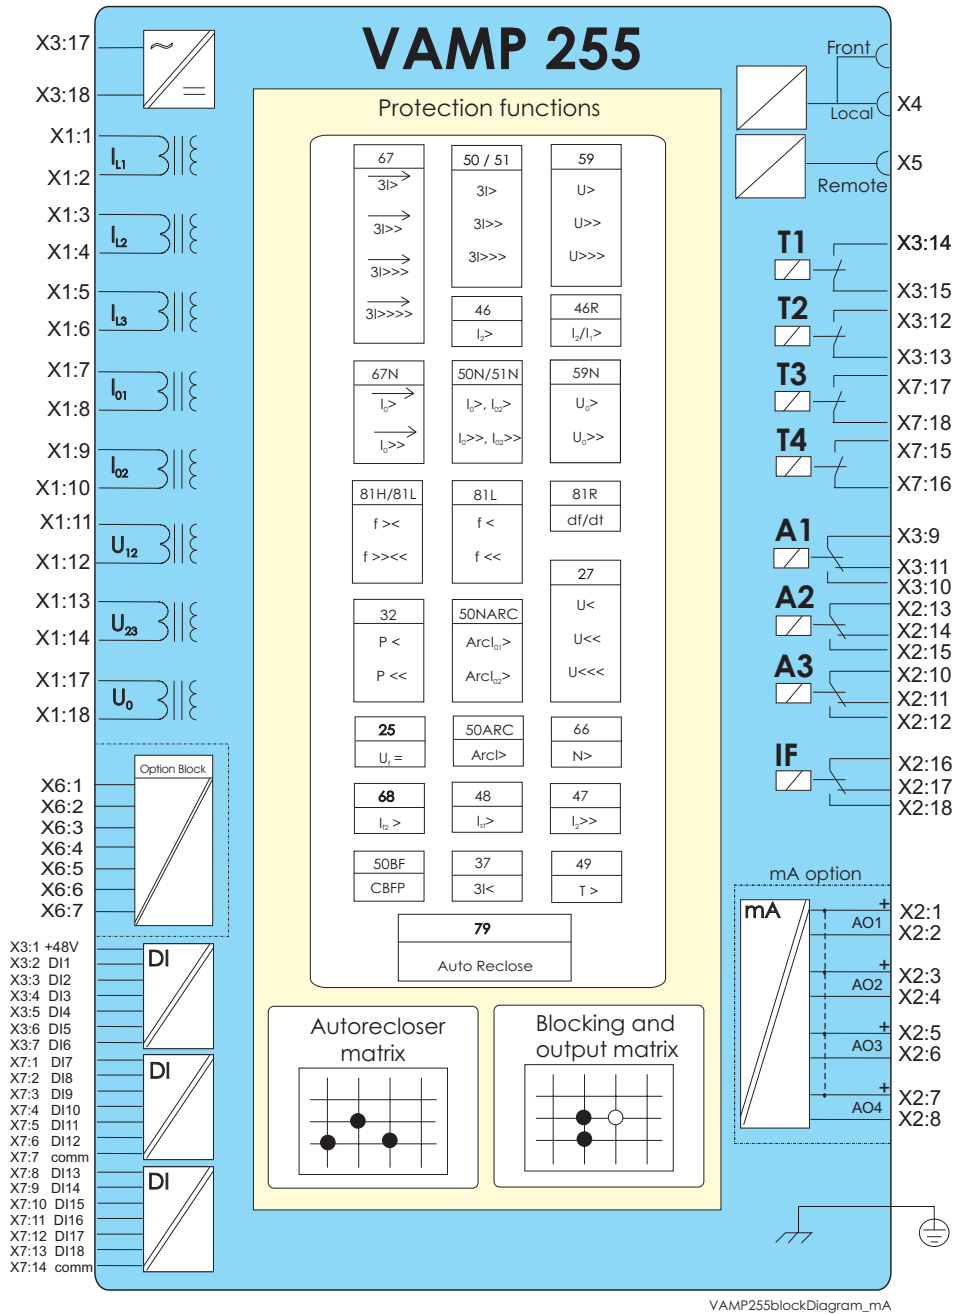 VAMP 255
X3:17
X3:18
X1:1
IL1
X1:2
X1:3
IL2
X1:4
X1:5
IL3
X1:6
X1:7
I01
X1:8
X1:9
I02
X1:10
X1:11
U12
X1:12
X1:13
U23
X1:14
X1:17
U0
X1:18
Option Block
X6:1
X6:2
X6:3
X6:4
X6:5
X6:6
X6:7
X3:1 +48V
X3:2 DI1
X3:3 DI2
X3:4 DI3
X3:5 DI4
X3:6 DI5
X3:7 DI6
DI
X7:1 DI7
X7:2 DI8
X7:3 DI9
X7:4 DI10
X7:5 DI11
X7:6 DI12
X7:7 comm
DI
X7:8 DI13
X7:9 DI14
X7:10 DI15
X7:11 DI16
X7:12 DI17
X7:13 DI18
X7:14 comm
DI
Protection functions
67
3I>
3I>>
3I>>>
3I>>>>
50 / 51
3I>
3I>>
3I>>>
59
U>
U>>
U>>>
46
I2>
46R
I2/I1>
67N
I0>
I0>>
50N/51N
I0>, I02>
I0>>, I02>>
59N
U0>
U0>>
81H/81L
f ><
f >><<
81L
f <
f <<
81R
df/dt
27
U<
U<<
U<<<
32
P <
P <<
50NARC
ArcI01>
ArcI02>
25
Uf =
50ARC
ArcI>
66
N>
68
If2 >
48
Ist>
47
I2>>
50BF
CBFP
37
3I<
49
T >
79
Auto Reclose
Autorecloser
matrix
Blocking and
output matrix
Front
Local
X4
X5
Remote
T1
X3:14
X3:15
T2
X3:12
X3:13
T3
X7:17
X7:18
T4
X7:15
X7:16
A1
X3:9
X3:11
X3:10
A2
X2:13
X2:14
X2:15
A3
X2:10
X2:11
X2:12
IF
X2:16
X2:17
X2:18
mA option
mA
+
AO1
X2:1
X2:2
+
AO2
X2:3
X2:4
+
AO3
X2:5
X2:6
+
AO4
X2:7
X2:8
VAMP255blockDiagram_mA